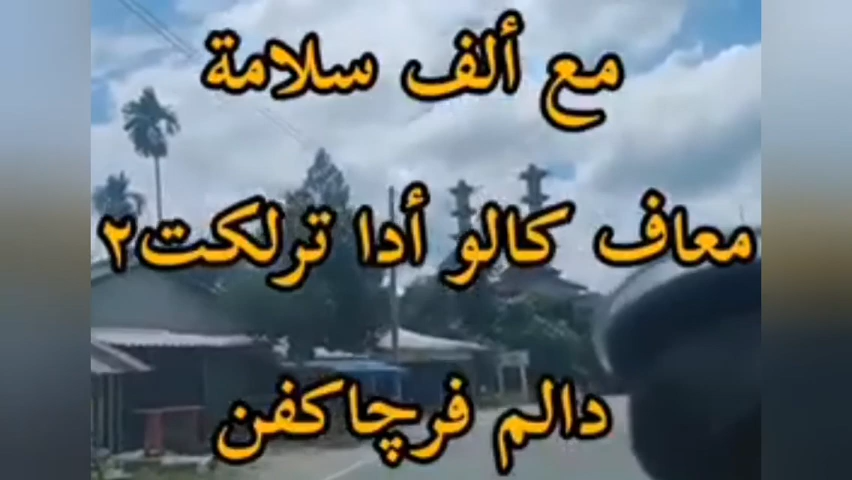 مع ألف سلامة
معاف كالو أدا ترلكت٢
دالم فرچاكفن